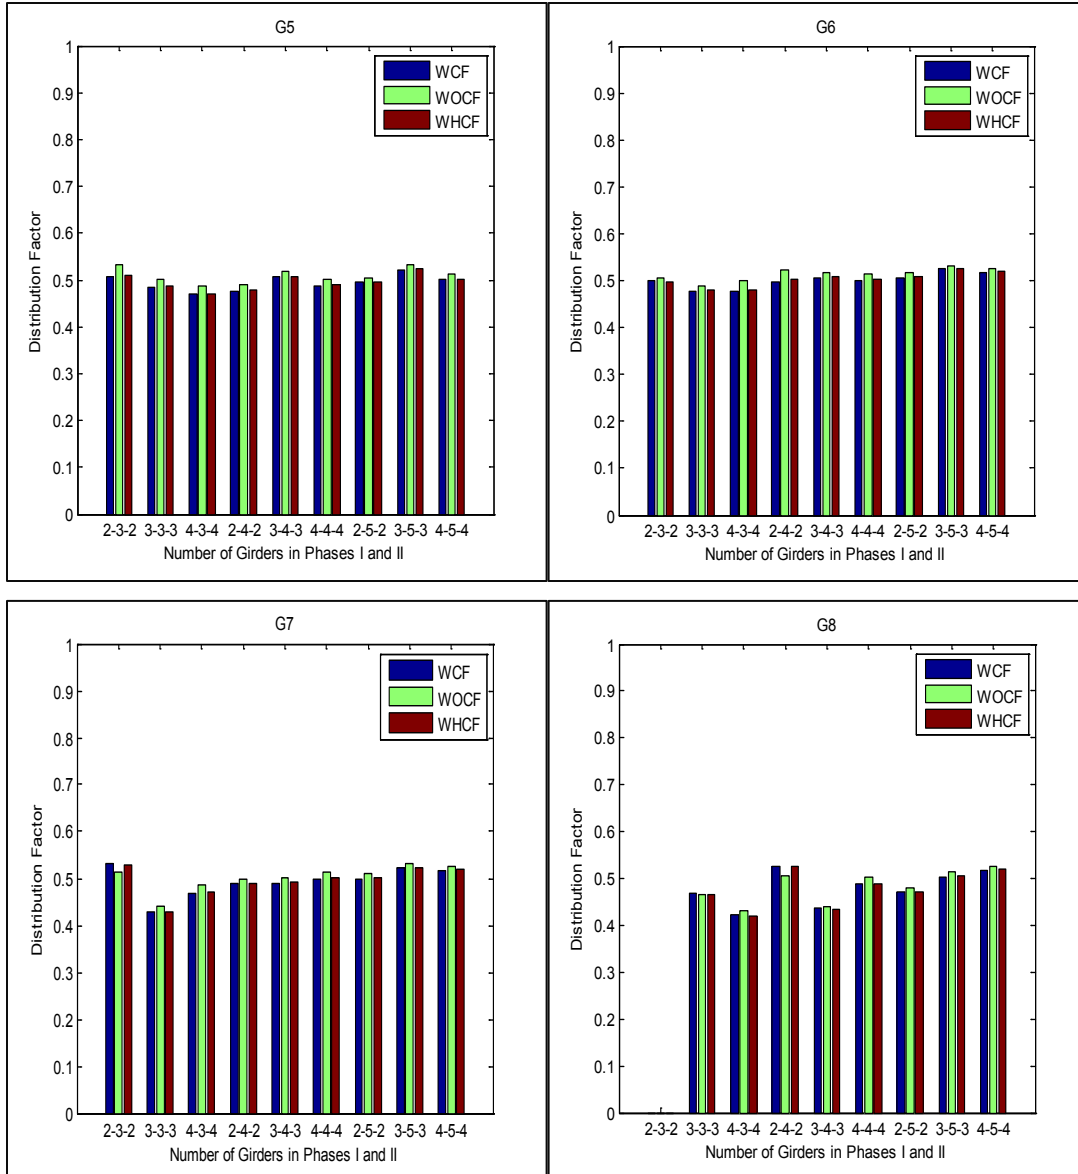 G5
1
0.9
0.8
0.7
0.6
0.5
0.4
0.3
0.2
0.1
0
Distribution Factor
WCF
WOCF
WHCF
2-3-2 3-3-3 4-3-4 2-4-2 3-4-3 4-4-4 2-5-2 3-5-3 4-5-4
Number of Girders in Phases I and II
G6
1
0.9
0.8
0.7
0.6
0.5
0.4
0.3
0.2
0.1
0
Distribution Factor
WCF
WOCF
WHCF
2-3-2 3-3-3 4-3-4 2-4-2 3-4-3 4-4-4 2-5-2 3-5-3 4-5-4
Number of Girders in Phases I and II
G7
1
0.9
0.8
0.7
0.6
0.5
0.4
0.3
0.2
0.1
0
Distribution Factor
WCF
WOCF
WHCF
2-3-2 3-3-3 4-3-4 2-4-2 3-4-3 4-4-4 2-5-2 3-5-3 4-5-4
Number of Girders in Phases I and II
G8
1
0.9
0.8
0.7
0.6
0.5
0.4
0.3
0.2
0.1
0
Distribution Factor
WCF
WOCF
WHCF
2-3-2 3-3-3 4-3-4 2-4-2 3-4-3 4-4-4 2-5-2 3-5-3 4-5-4
Number of Girders in Phases I and II